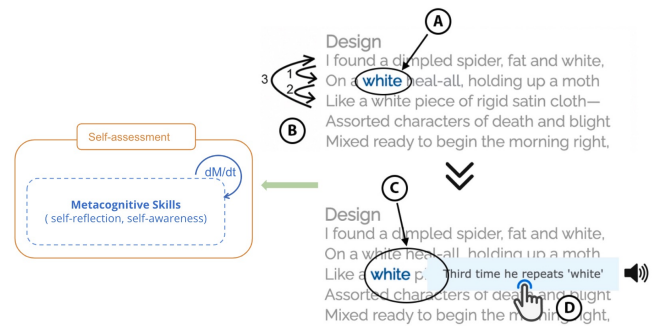 A
Design
I found a dimpled spider, fat and white,
On a white heal-all, holding up a moth
Like a white piece of rigid satin cloth—
Assorted characters of death and blight
Mixed ready to begin the morning right,
3
1
2
B
Self-assessment
dM/dt
Metacognitive Skills
( self-reflection, self-awareness)
C
Design
I found a dimpled spider, fat and white,
On a white heal-all, holding up a moth
Like a white p
Third time he repeats 'white'
Assorted characters of death and blight
D
Mixed ready to begin the morning right,